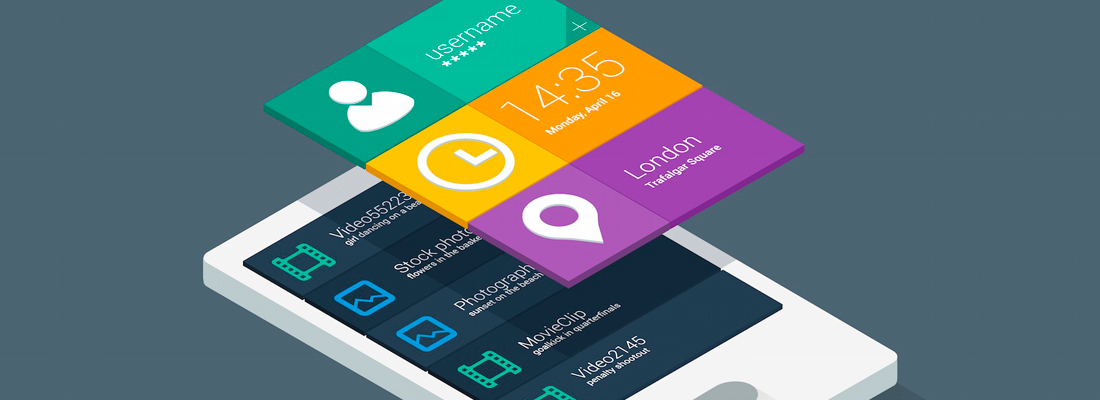 username
*****
14:35
Monday, April 16
London
Trafalgar Square
Video55223
girl dancing on a bea
Stock photo
flowers in the baske
Photograph
sunset on the beach
MovieClip
goalkick in quarterfinals
Video2145
penalty shootout